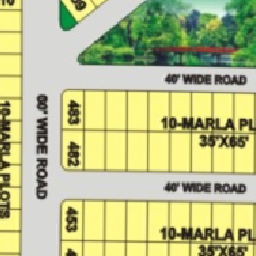 40' WIDE ROAD
483
10-MARLA PL
35'X65'
482
60' WIDE ROAD
10-MARLA PLOTS
40' WIDE ROAD
453
10-MARLA PL
35'X65'